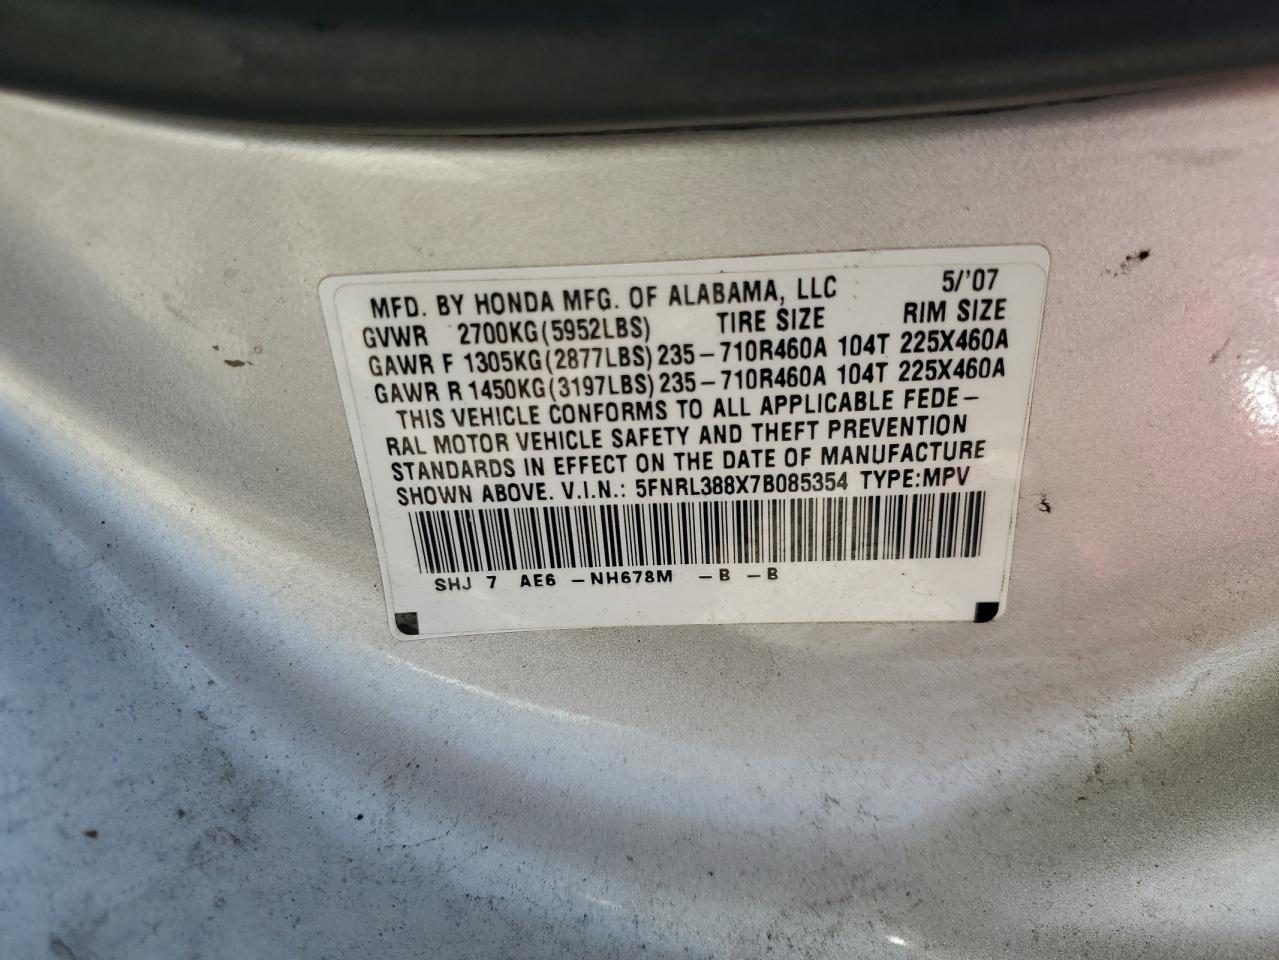 MFD. BY HONDA MFG. OF ALABAMA, LLC 5/'07
GVWR 2700KG(5952LBS) TIRE SIZE RIM SIZE
GAWR F 1305KG(2877LBS) 235-710R460A 104T 225X460A
GAWR R 1450KG(3197LBS) 235-710R460A 104T 225X460A
THIS VEHICLE CONFORMS TO ALL APPLICABLE FEDE-
RAL MOTOR VEHICLE SAFETY AND THEFT PREVENTION
STANDARDS IN EFFECT ON THE DATE OF MANUFACTURE
SHOWN ABOVE. V.I.N.: 5FNRL388X7B085354 TYPE:MPV
SHJ 7 AE6 -NH678M -B -B